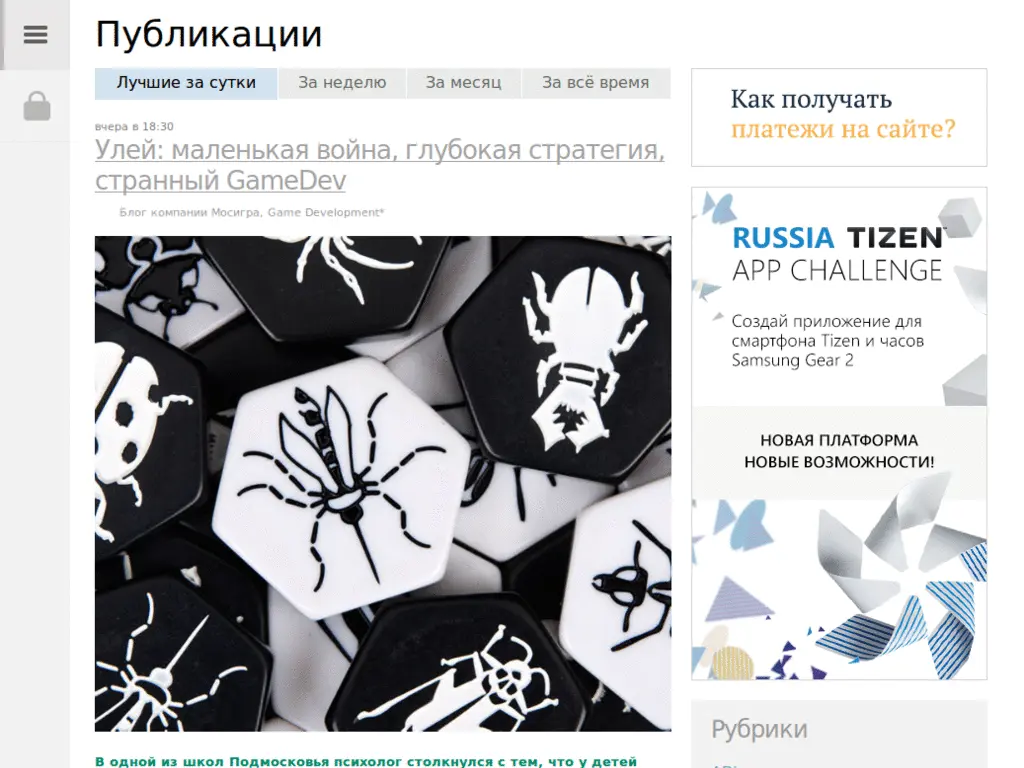 Публикации
Лучшие за сутки
За неделю
За месяц
За всё время
вчера в 18:30
Улей: маленькая война, глубокая стратегия,
странный GameDev
Блог компании Мосигра, Game Development*
В одной из школ Подмосковья психолог столкнулся с тем, что у детей
Как получать
платежи на сайте?
RUSSIA TIZEN™
APP CHALLENGE
Создай приложение для
смартфона Tizen и часов
Samsung Gear 2
НОВАЯ ПЛАТФОРМА
НОВЫЕ ВОЗМОЖНОСТИ!
Рубрики